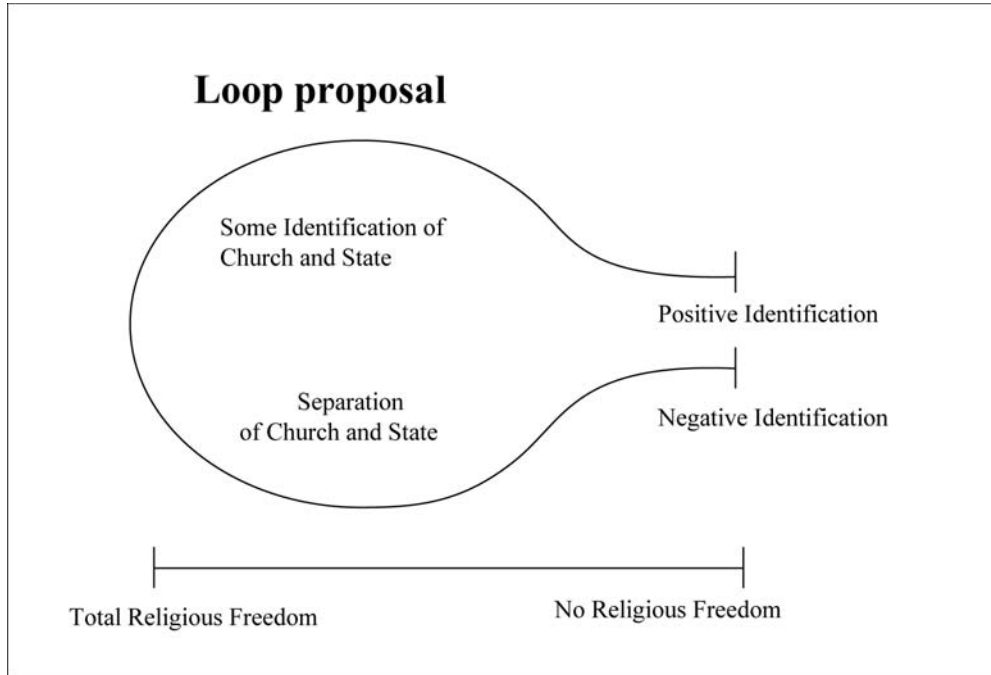 Loop proposal
Some Identification of
Church and State
Positive Identification
Separation
of Church and State
Negative Identification
Total Religious Freedom
No Religious Freedom